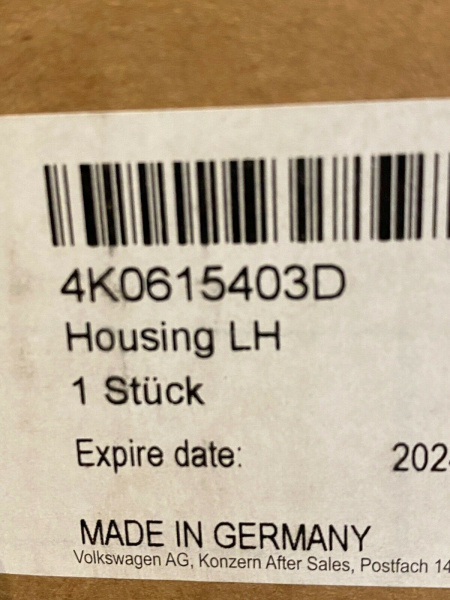 4K0615403D
Housing LH
1 Stück
Expire date: 202
MADE IN GERMANY
Volkswagen AG, Konzern After Sales, Postfach 14